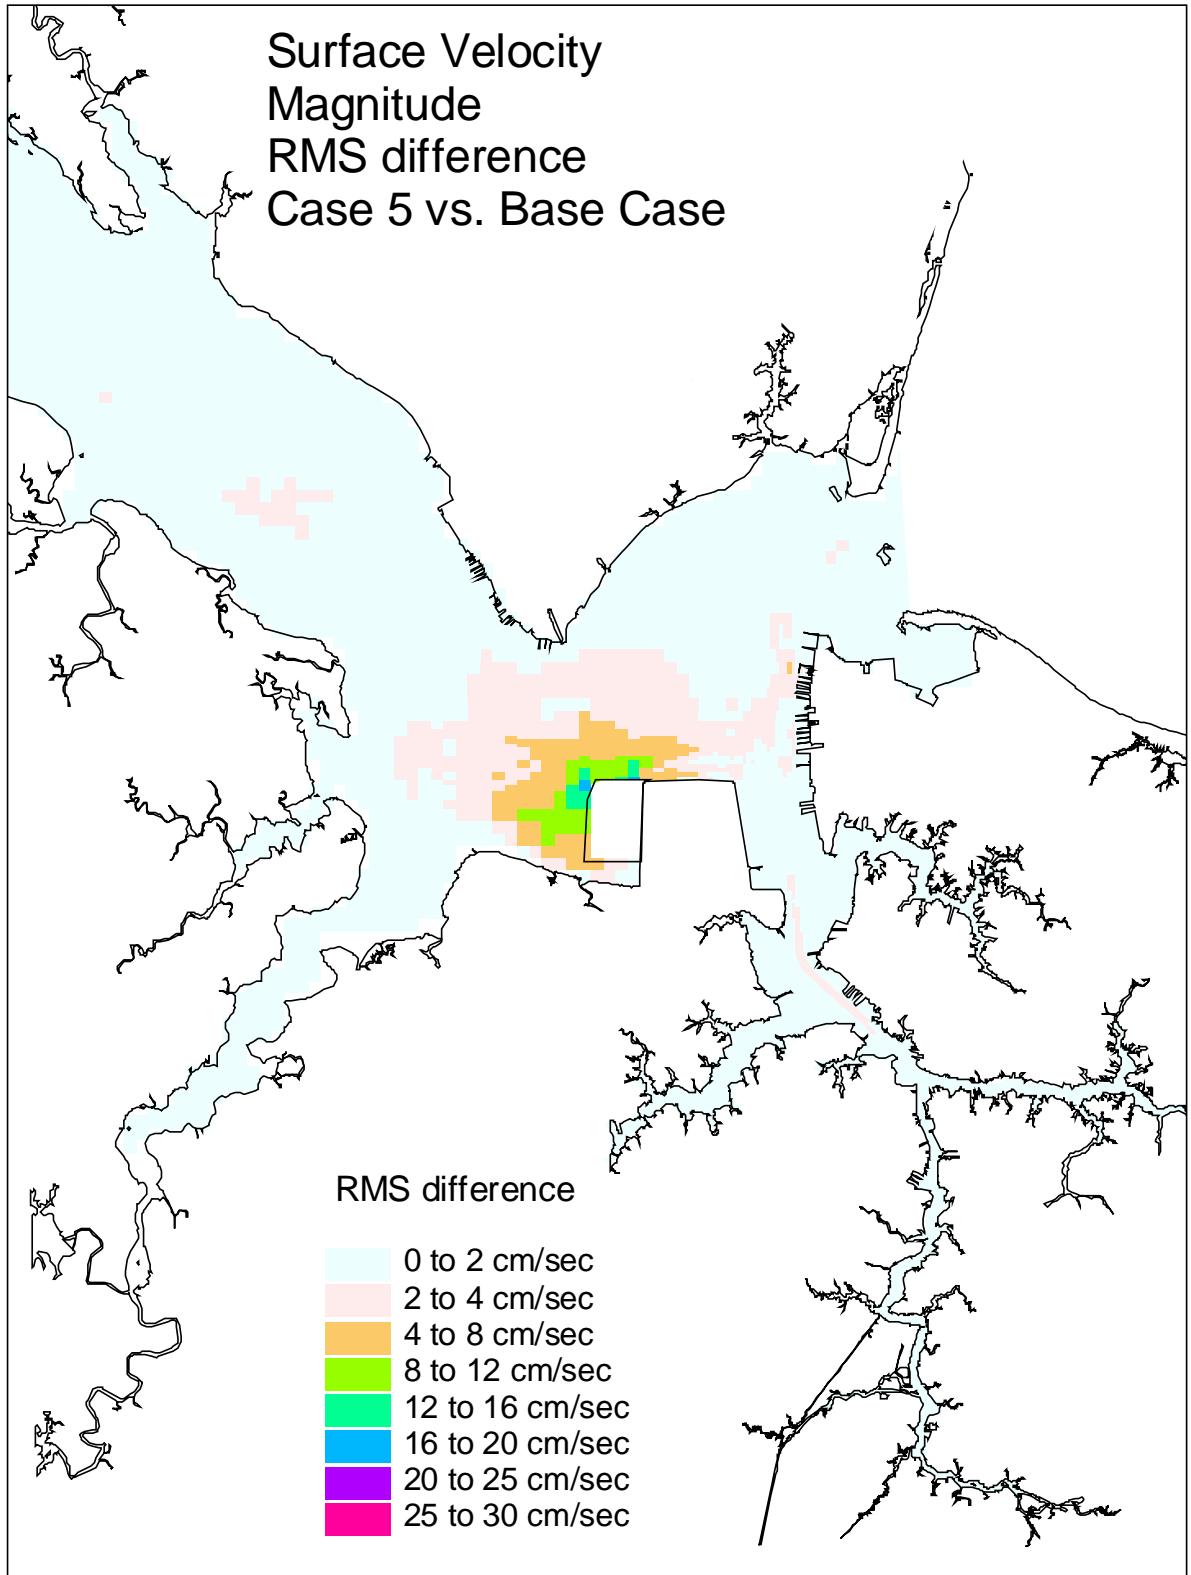 Surface Velocity
Magnitude
RMS difference
Case 5 vs. Base Case
RMS difference
0 to 2 cm/sec
2 to 4 cm/sec
4 to 8 cm/sec
8 to 12 cm/sec
12 to 16 cm/sec
16 to 20 cm/sec
20 to 25 cm/sec
25 to 30 cm/sec